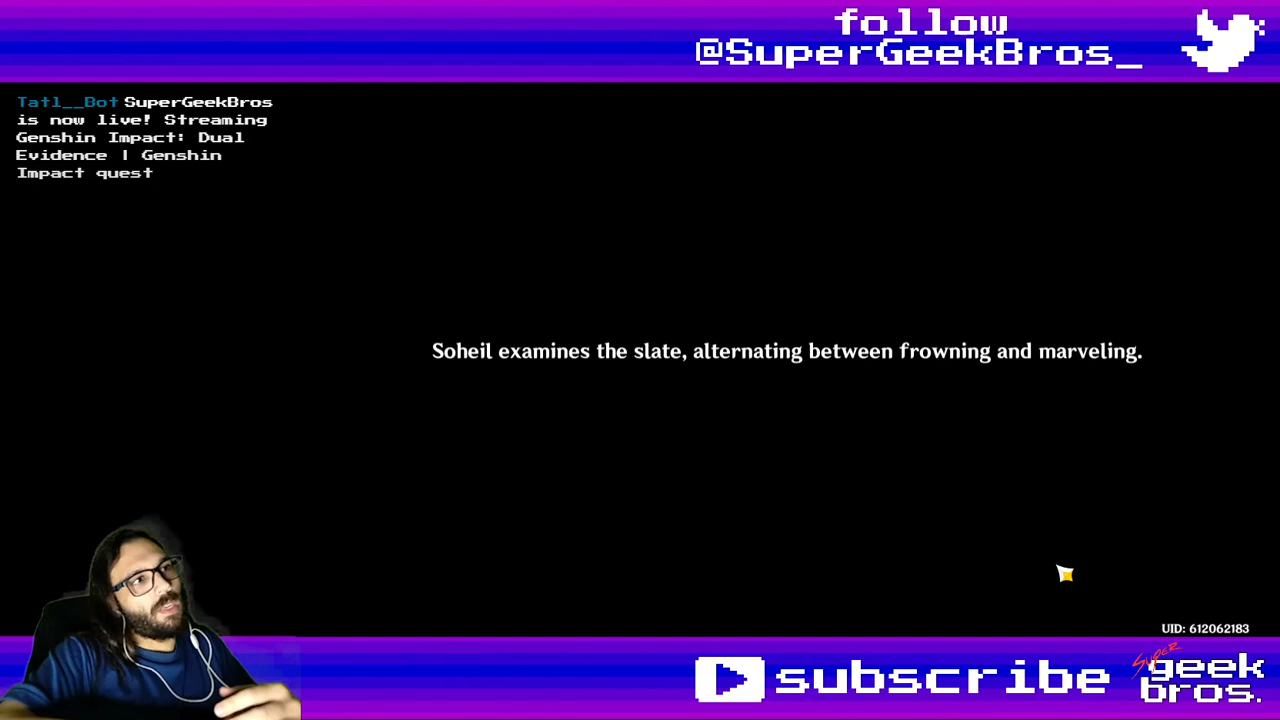 follow
@SuperGeekBros_
Tatl__Bot SuperGeekBros
is now live! Streaming
Genshin Impact: Dual
Evidence | Genshin
Impact quest
Soheil examines the slate, alternating between frowning and marveling.
UID: 612062183
subscribe
SUPER
geek
bros.